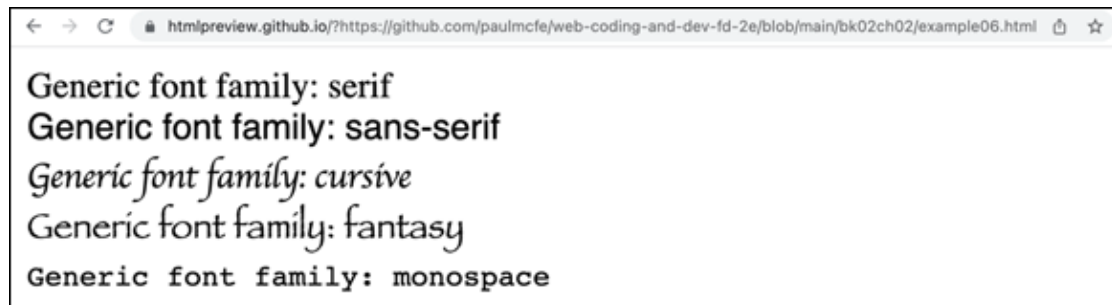 htmlpreview.github.io/?https://github.com/paulmcfe/web-coding-and-dev-fd-2e/blob/main/bk02ch02/example06.html
Generic font family: serif
Generic font family: sans-serif
Generic font family: cursive
Generic font family: fantasy
Generic font family: monospace